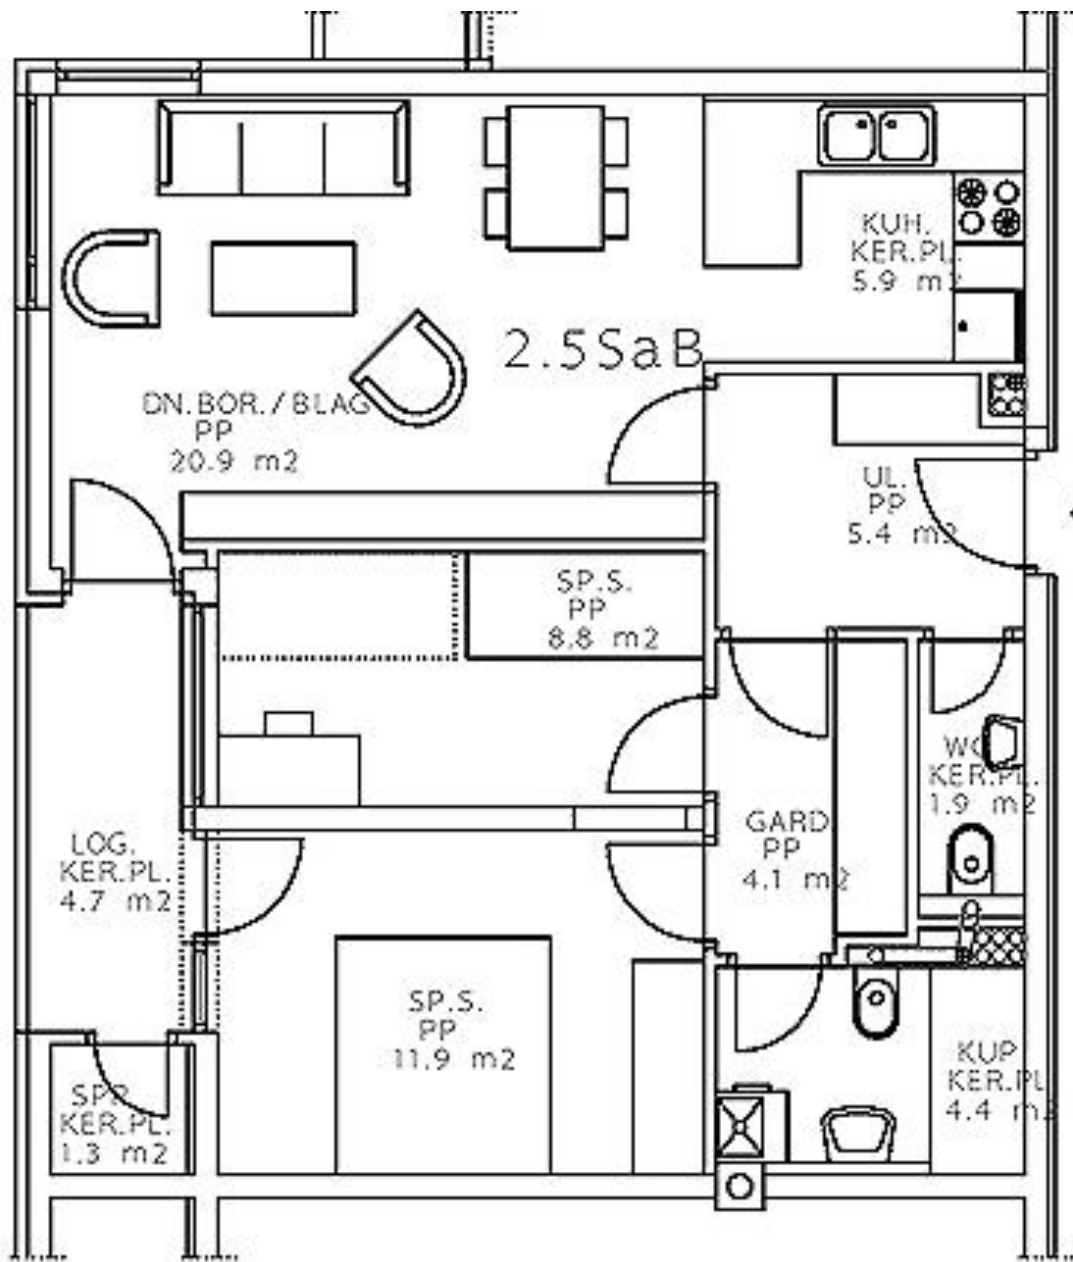 KUH.
KER.PL.
5.9 m2
2.5SaB
DN.BOR./BLAG
PP
20.9 m2
UL.
PP
5.4 m2
SP.S.
PP
8.8 m2
WC
KER.PL.
1.9 m2
GARD
PP
4.1 m2
LOG.
KER.PL.
4.7 m2
SP.S.
PP
11.9 m2
KUP
KER.PL
4.4 m2
SPR.
KER.PL.
1.3 m2